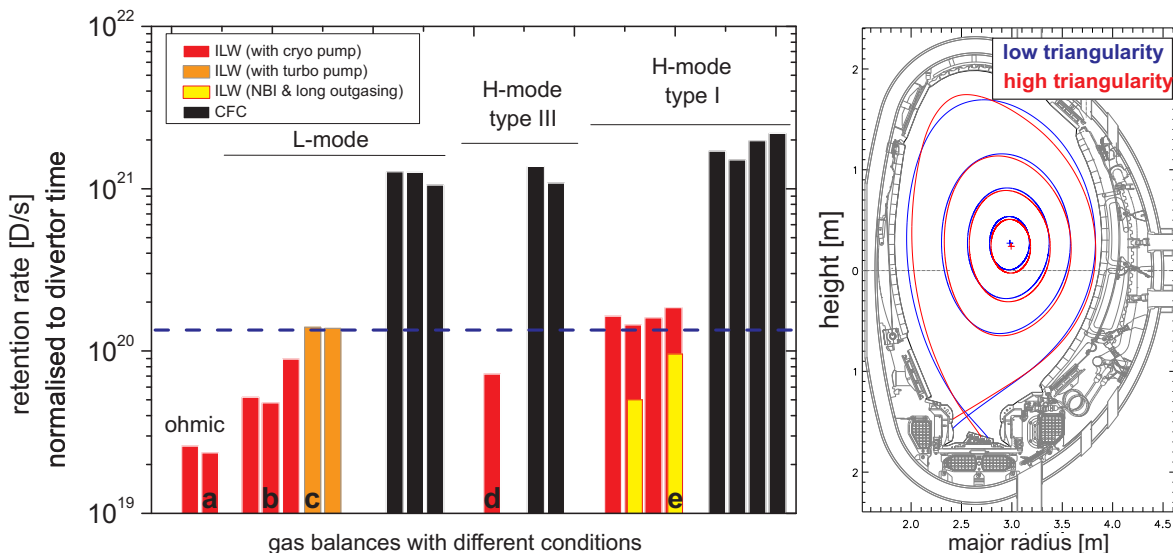 10²²
10²¹
10²⁰
10¹⁹
retention rate [D/s]
normalised to divertor time
ILW (with cryo pump)
ILW (with turbo pump)
ILW (NBI & long outgasing)
CFC
L-mode
H-mode
type III
H-mode
type I
ohmic
a
b
c
d
e
gas balances with different conditions
low triangularity
high triangularity
height [m]
2
1
0
1
2
2.0 2.5 3.0 3.5 4.0 4.5
major radius [m]